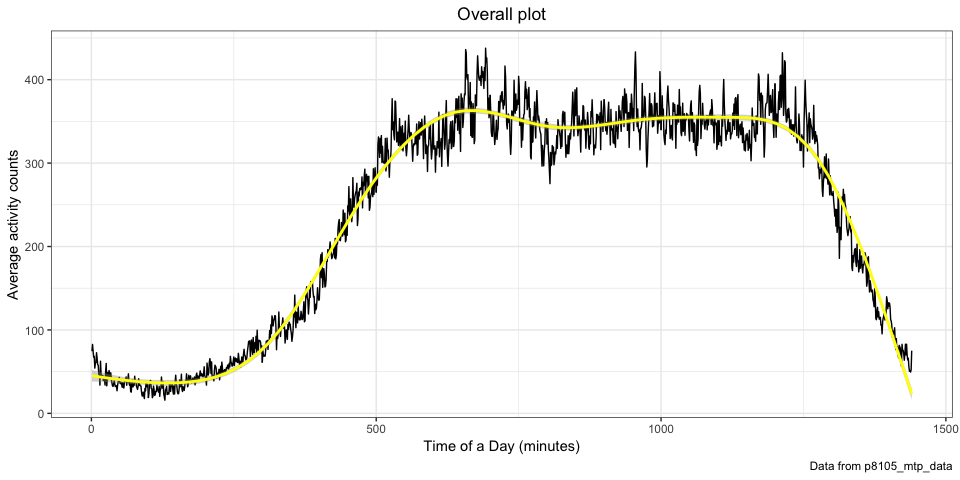 Overall plot
Average activity counts
400
300
200
100
0
0 500 1000 1500
Time of a Day (minutes)
Data from p8105_mtp_data